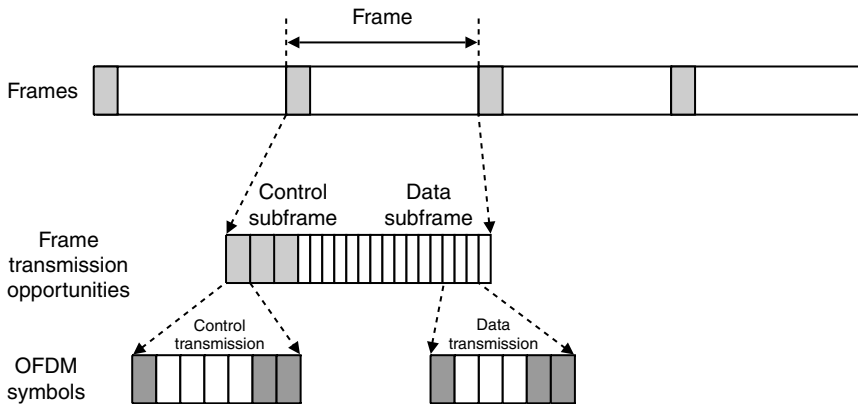 Frame
Frames
Control
subframe
Data
subframe
Frame
transmission
opportunities
Control
transmission
Data
transmission
OFDM
symbols